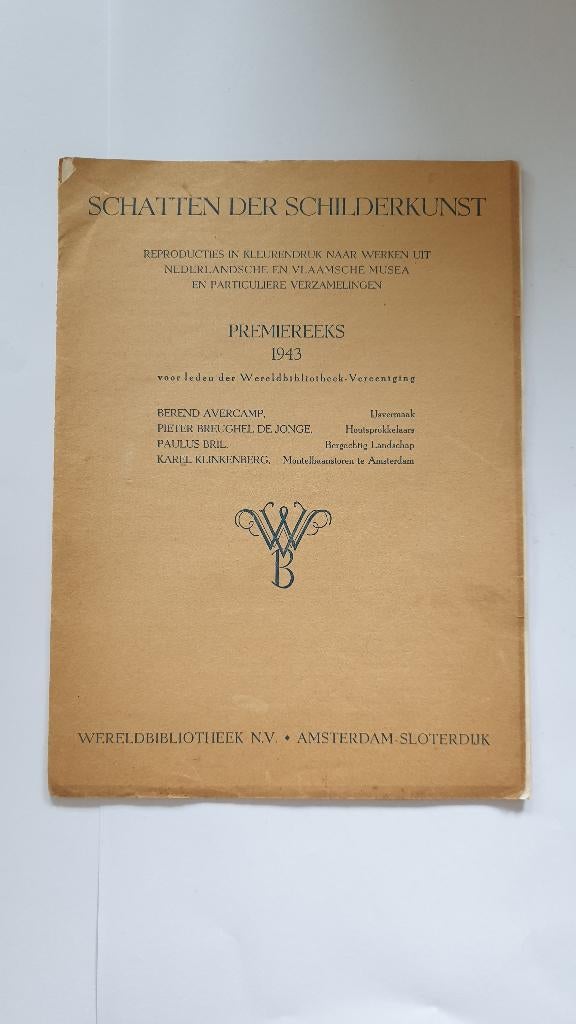 SCHATTEN DER SCHILDERKUNST
REPRODUCTIES IN KLEURENDRUK NAAR WERKEN UIT
NEDERLANDSCHE EN VLAAMSCHE MUSEA
EN PARTICULIERE VERZAMELINGEN
PREMIEREEKS
1943
voor leden der Wereldbibliotheek-Vereeniging
BEREND AVERCAMP, IJsvermaak
PIETER BREUGHEL DE JONGE, Houtsprokkelaars
PAULUS BRIL, Bergachtig Landschap
KAREL KLINKENBERG, Montelbaanstoren te Amsterdam
WB
WERELDBIBLIOTHEEK N.V. • AMSTERDAM-SLOTERDIJK